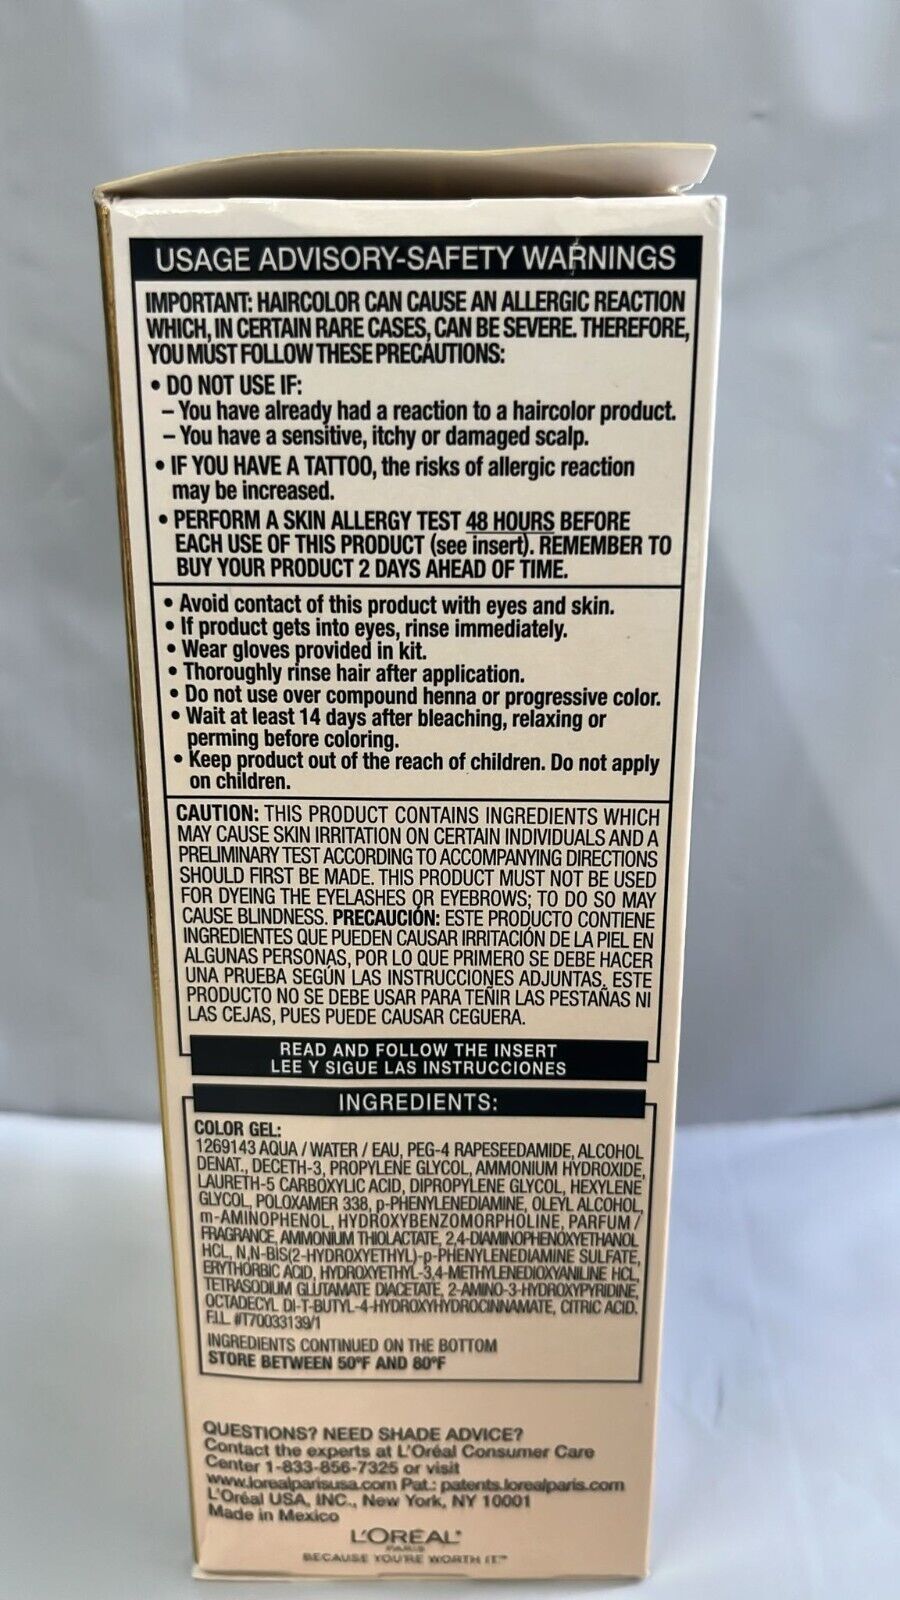 USAGE ADVISORY-SAFETY WARNINGS
IMPORTANT: HAIRCOLOR CAN CAUSE AN ALLERGIC REACTION
WHICH, IN CERTAIN RARE CASES, CAN BE SEVERE. THEREFORE,
YOU MUST FOLLOW THESE PRECAUTIONS:
• DO NOT USE IF:
– You have already had a reaction to a haircolor product.
– You have a sensitive, itchy or damaged scalp.
• IF YOU HAVE A TATTOO, the risks of allergic reaction
may be increased.
• PERFORM A SKIN ALLERGY TEST 48 HOURS BEFORE
EACH USE OF THIS PRODUCT (see insert). REMEMBER TO
BUY YOUR PRODUCT 2 DAYS AHEAD OF TIME.
• Avoid contact of this product with eyes and skin.
• If product gets into eyes, rinse immediately.
• Wear gloves provided in kit.
• Thoroughly rinse hair after application.
• Do not use over compound henna or progressive color.
• Wait at least 14 days after bleaching, relaxing or
perming before coloring.
• Keep product out of the reach of children. Do not apply
on children.
CAUTION: THIS PRODUCT CONTAINS INGREDIENTS WHICH
MAY CAUSE SKIN IRRITATION ON CERTAIN INDIVIDUALS AND A
PRELIMINARY TEST ACCORDING TO ACCOMPANYING DIRECTIONS
SHOULD FIRST BE MADE. THIS PRODUCT MUST NOT BE USED
FOR DYEING THE EYELASHES OR EYEBROWS; TO DO SO MAY
CAUSE BLINDNESS. PRECAUCIÓN: ESTE PRODUCTO CONTIENE
INGREDIENTES QUE PUEDEN CAUSAR IRRITACIÓN DE LA PIEL EN
ALGUNAS PERSONAS, POR LO QUE PRIMERO SE DEBE HACER
UNA PRUEBA SEGÚN LAS INSTRUCCIONES ADJUNTAS. ESTE
PRODUCTO NO SE DEBE USAR PARA TEÑIR LAS PESTAÑAS NI
LAS CEJAS, PUES PUEDE CAUSAR CEGUERA.
READ AND FOLLOW THE INSERT
LEE Y SIGUE LAS INSTRUCCIONES
INGREDIENTS:
COLOR GEL:
1269143 AQUA / WATER / EAU, PEG-4 RAPESEEDAMIDE, ALCOHOL
DENAT., DECETH-3, PROPYLENE GLYCOL, AMMONIUM HYDROXIDE,
LAURETH-5 CARBOXYLIC ACID, DIPROPYLENE GLYCOL, HEXYLENE
GLYCOL, POLOXAMER 338, p-PHENYLENEDIAMINE, OLEYL ALCOHOL,
m-AMINOPHENOL, HYDROXYBENZOMORPHOLINE, PARFUM /
FRAGRANCE, AMMONIUM THIOLACTATE, 2,4-DIAMINOPHENOXYETHANOL
HCL, N,N-BIS(2-HYDROXYETHYL)-p-PHENYLENEDIAMINE SULFATE,
ERYTHORBIC ACID, HYDROXYETHYL-3,4-METHYLENEDIOXYANILINE HCL,
TETRASODIUM GLUTAMATE DIACETATE, 2-AMINO-3-HYDROXYPYRIDINE,
OCTADECYL DI-T-BUTYL-4-HYDROXYHYDROCINNAMATE, CITRIC ACID.
F.I.L. #T70033139/1
INGREDIENTS CONTINUED ON THE BOTTOM
STORE BETWEEN 50°F AND 80°F
QUESTIONS? NEED SHADE ADVICE?
Contact the experts at L'Oréal Consumer Care
Center 1-833-856-7325 or visit
www.lorealparisusa.com Pat.: patents.lorealparis.com
L'Oréal USA, INC., New York, NY 10001
Made in Mexico
L'ORÉAL®
PARIS
BECAUSE YOU'RE WORTH IT™